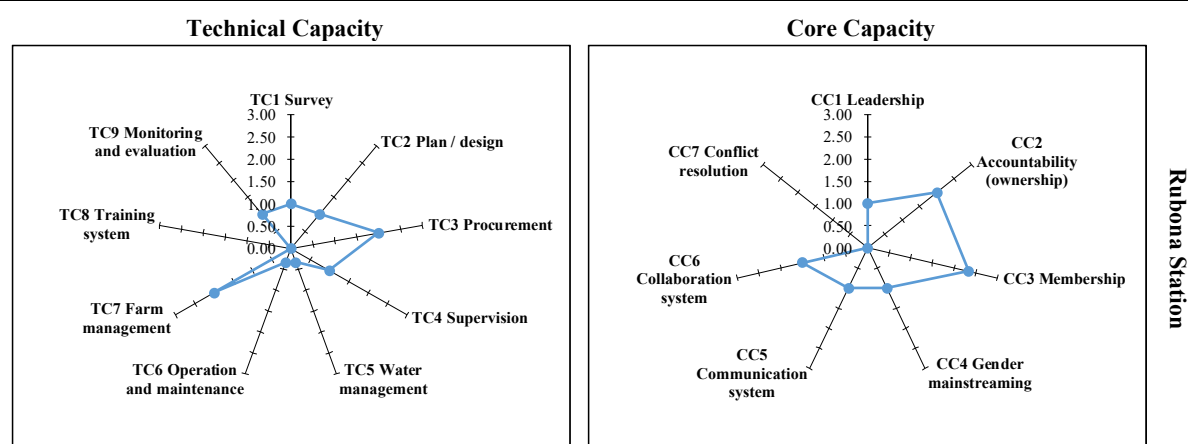 Technical Capacity
TC1 Survey
3.00
2.50
2.00
1.50
1.00
0.50
0.00
TC2 Plan / design
TC3 Procurement
TC4 Supervision
TC5 Water
management
TC6 Operation
and maintenance
TC7 Farm
management
TC8 Training
system
TC9 Monitoring
and evaluation
Core Capacity
CC1 Leadership
3.00
2.50
2.00
1.50
1.00
0.50
0.00
CC2
Accountability
(ownership)
CC3 Membership
CC4 Gender
mainstreaming
CC5
Communication
system
CC6
Collaboration
system
CC7 Conflict
resolution
Rubona Station